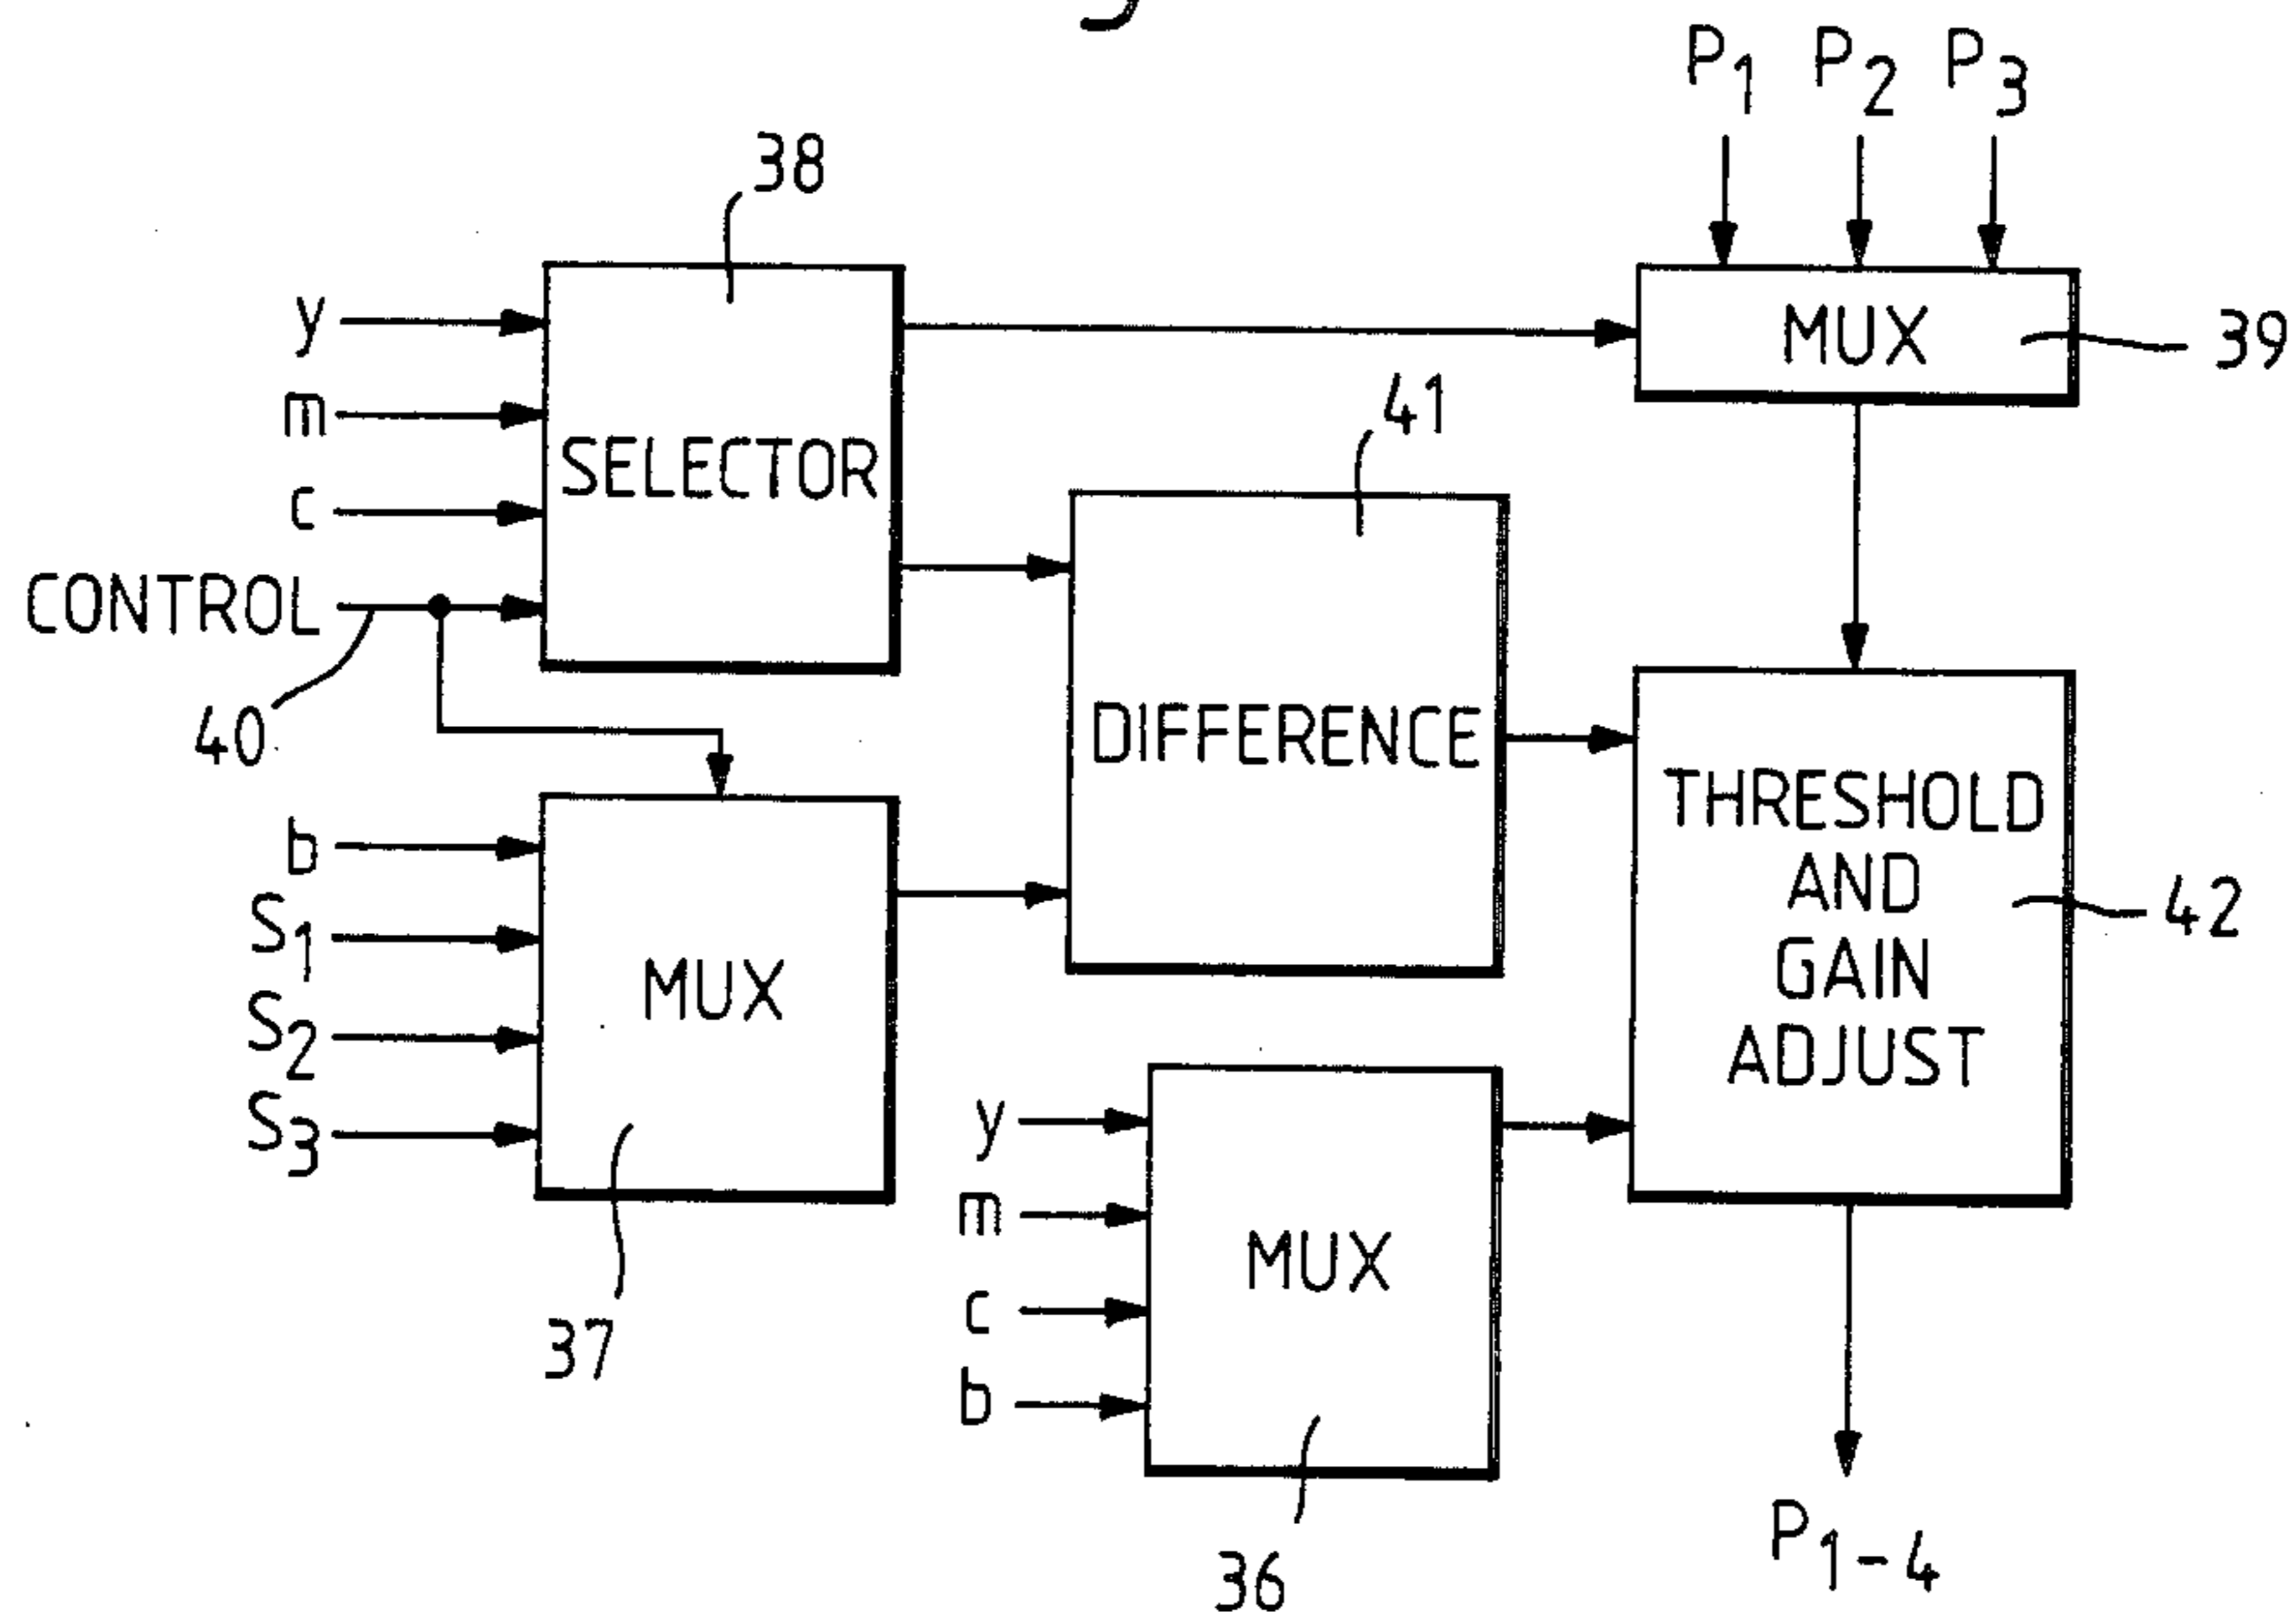 P1 P2 P3
38
y
m
c
CONTROL
SELECTOR
MUX
39
41
40
DIFFERENCE
b
S1
S2
S3
MUX
37
THRESHOLD
AND
GAIN
ADJUST
42
y
m
c
b
MUX
36
P1-4